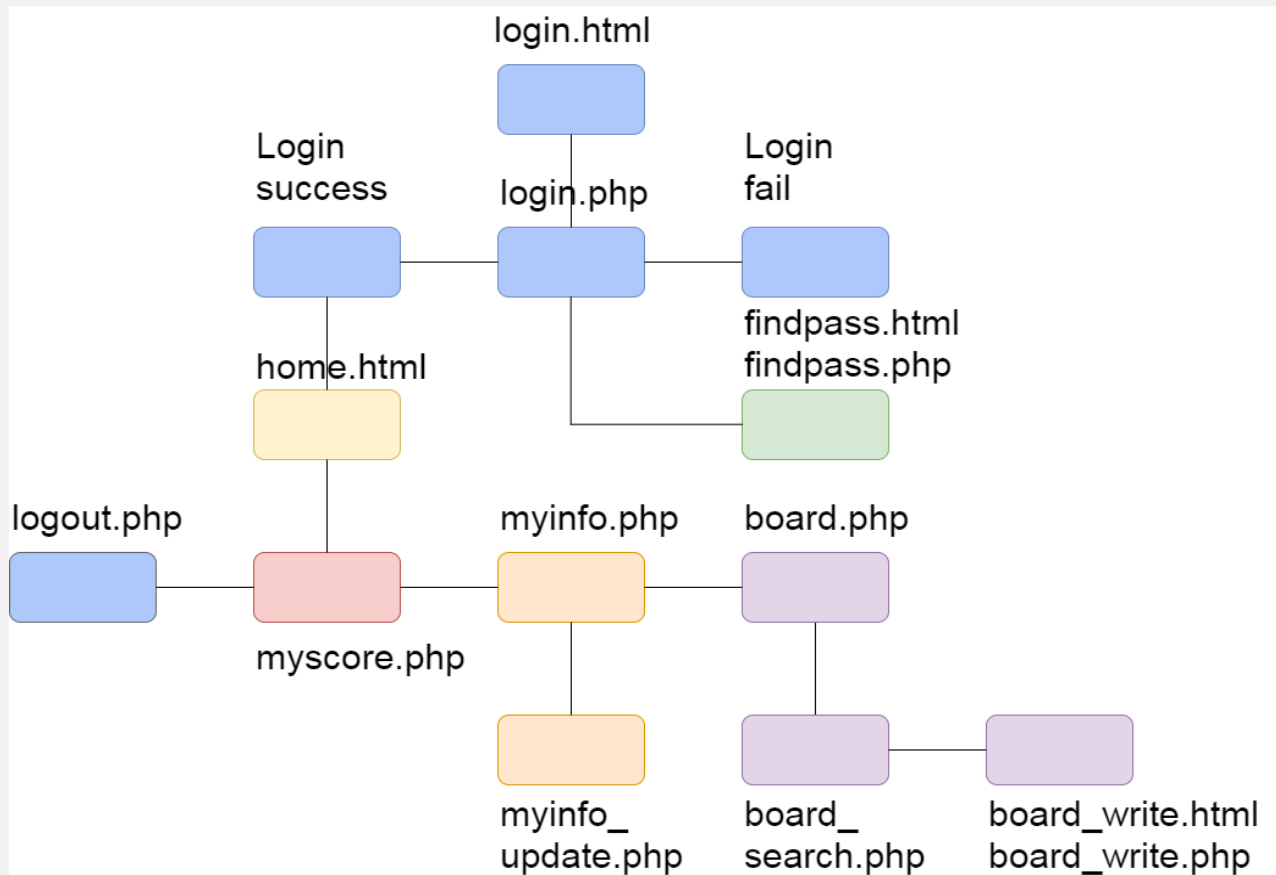 login.html
Login
success
login.php
Login
fail
home.html
findpass.html
findpass.php
logout.php
myinfo.php
board.php
myscore.php
myinfo_
update.php
board_
search.php
board_write.html
board_write.php